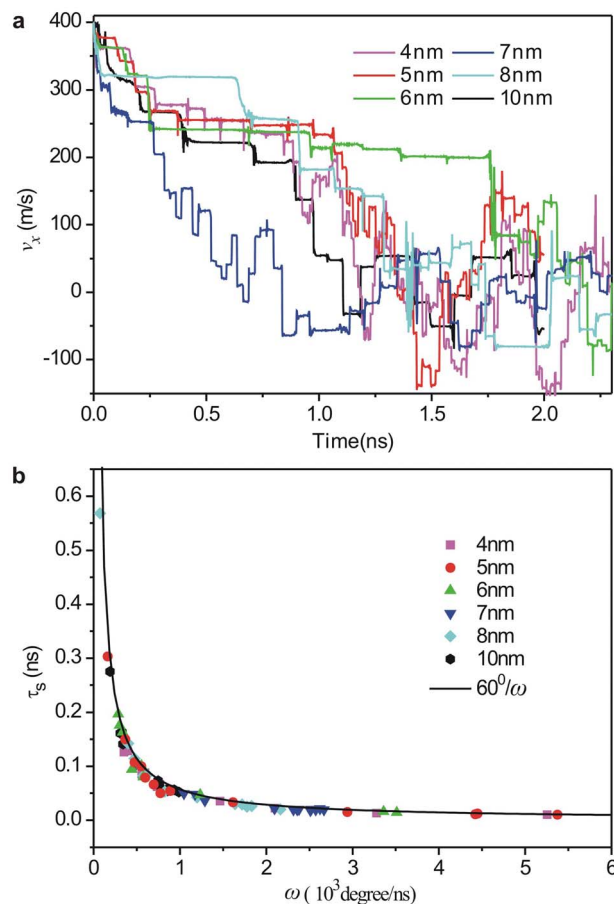 a
400
300
200
100
0
-100
v_x (m/s)
4nm 7nm
5nm 8nm
6nm 10nm
0.0 0.5 1.0 1.5 2.0
Time(ns)
b
0.6
0.5
0.4
0.3
0.2
0.1
0.0
τ_s (ns)
4nm
5nm
6nm
7nm
8nm
10nm
60⁰/ω
0 1 2 3 4 5 6
ω ( 10³degree/ns)